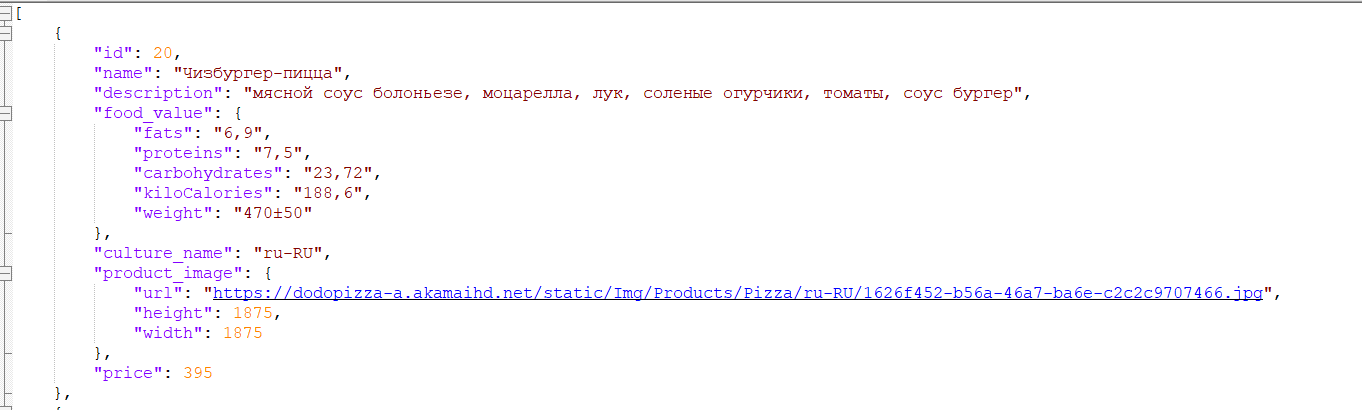 [
{
"id": 20,
"name": "Чизбургер-пицца",
"description": "мясной соус болоньезе, моцарелла, лук, соленые огурчики, томаты, соус бургер",
"food_value": {
"fats": "6,9",
"proteins": "7,5",
"carbohydrates": "23,72",
"kiloCalories": "188,6",
"weight": "470±50"
},
"culture_name": "ru-RU",
"product_image": {
"url": "https://dodopizza-a.akamaihd.net/static/Img/Products/Pizza/ru-RU/1626f452-b56a-46a7-ba6e-c2c2c9707466.jpg",
"height": 1875,
"width": 1875
},
"price": 395
},